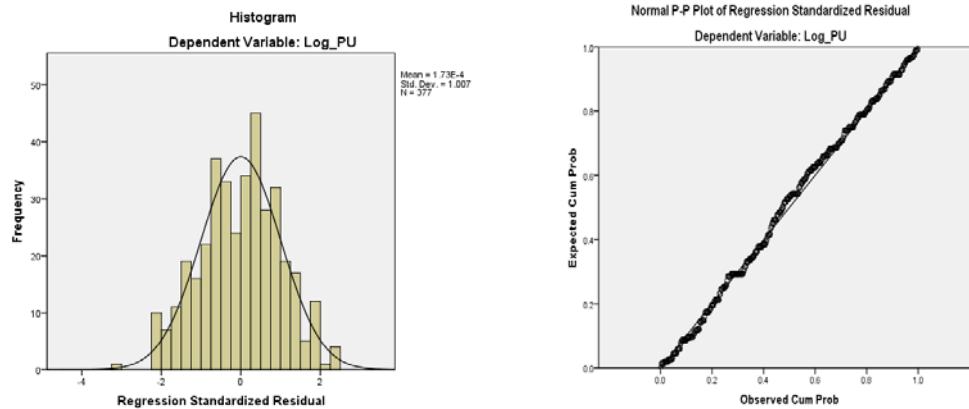 Histogram
Dependent Variable: Log_PU
Mean = 1.73E-4
Std. Dev. = 1.007
N = 377
Frequency
50
40
30
20
10
0
-4
-2
0
2
Regression Standardized Residual
Normal P-P Plot of Regression Standardized Residual
Dependent Variable: Log_PU
Expected Cum Prob
1.0
0.8
0.6
0.4
0.2
0.0
0.0
0.2
0.4
0.6
0.8
1.0
Observed Cum Prob